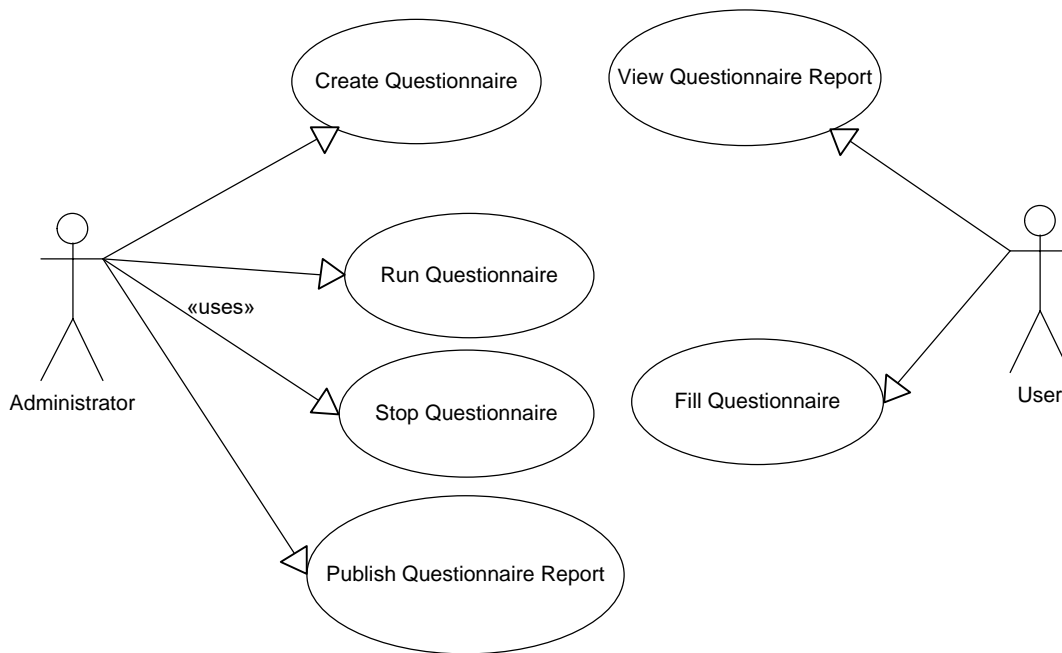 Create Questionnaire
View Questionnaire Report
Run Questionnaire
«uses»
Administrator
Stop Questionnaire
Fill Questionnaire
User
Publish Questionnaire Report